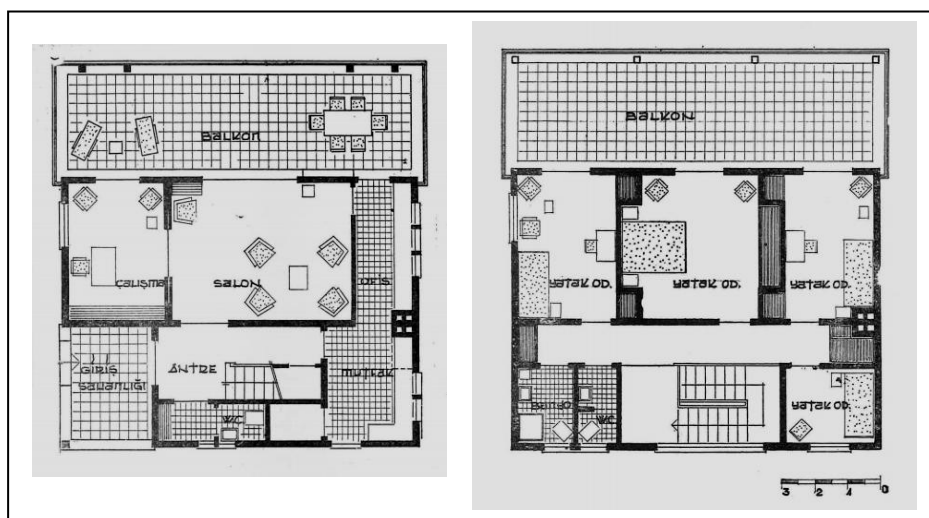 BALKON
ÇALIŞMA
SALON
OFİS
GİRİŞ
SAHANLIĞI
ANTRE
MUTFAK
WC
BALKON
YATAK OD.
YATAK OD.
YATAK OD.
BANYO
WC
YATAK OD.
3 2 1 0